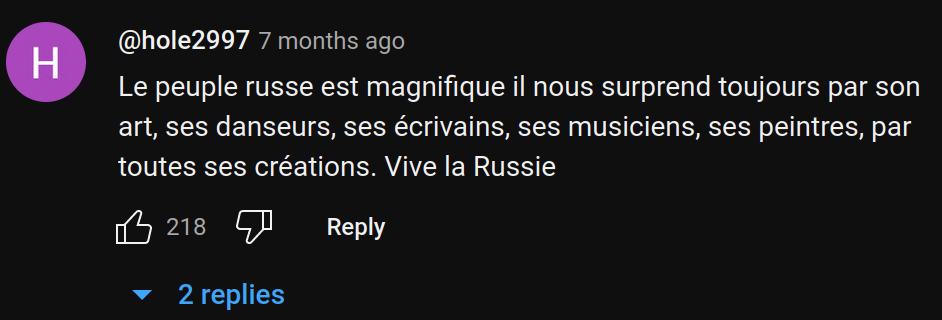 H
@hole2997 7 months ago
Le peuple russe est magnifique il nous surprend toujours par son
art, ses danseurs, ses écrivains, ses musiciens, ses peintres, par
toutes ses créations. Vive la Russie
218 Reply
2 replies